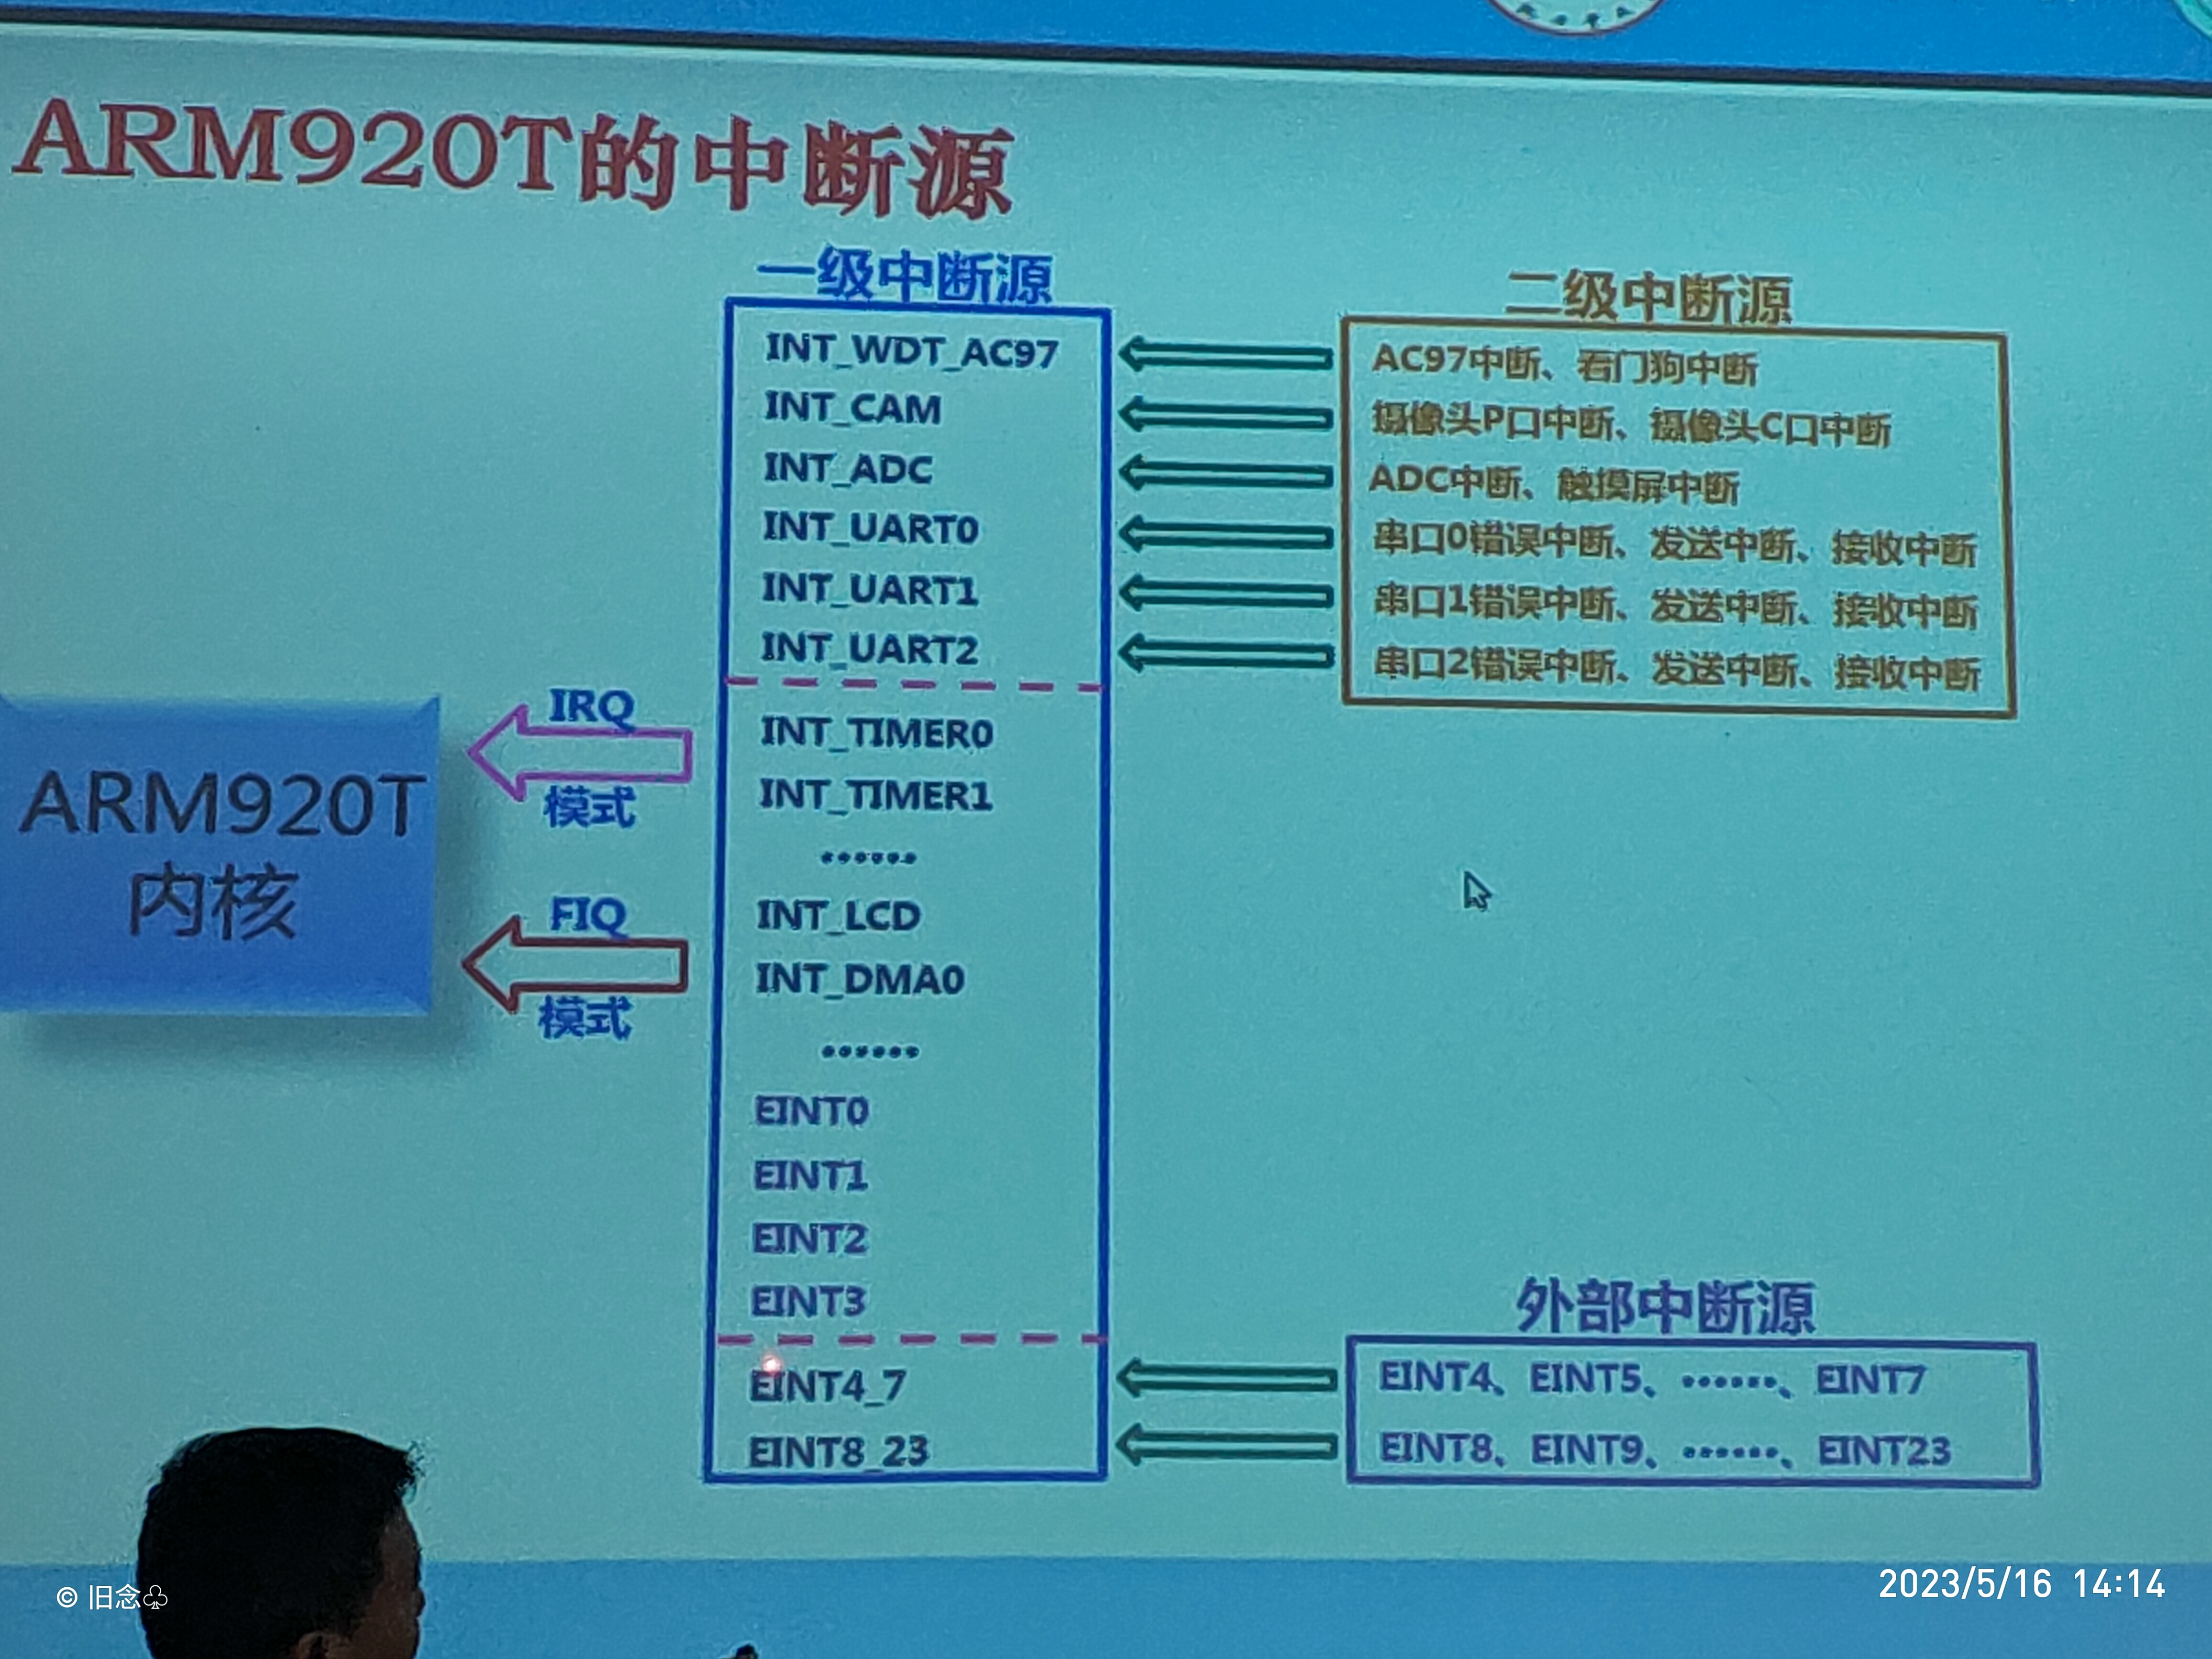 ARM920T的中断源
一级中断源
INT_WDT_AC97
INT_CAM
INT_ADC
INT_UART0
INT_UART1
INT_UART2
INT_TIMER0
INT_TIMER1
••••••
INT_LCD
INT_DMA0
••••••
EINT0
EINT1
EINT2
EINT3
EINT4_7
EINT8_23
二级中断源
AC97中断、看门狗中断
摄像头P口中断、摄像头C口中断
ADC中断、触摸屏中断
串口0错误中断、发送中断、接收中断
串口1错误中断、发送中断、接收中断
串口2错误中断、发送中断、接收中断
IRQ
模式
FIQ
模式
ARM920T
内核
外部中断源
EINT4、EINT5、••••••、EINT7
EINT8、EINT9、••••••、EINT23
© 旧念♧
2023/5/16 14:14